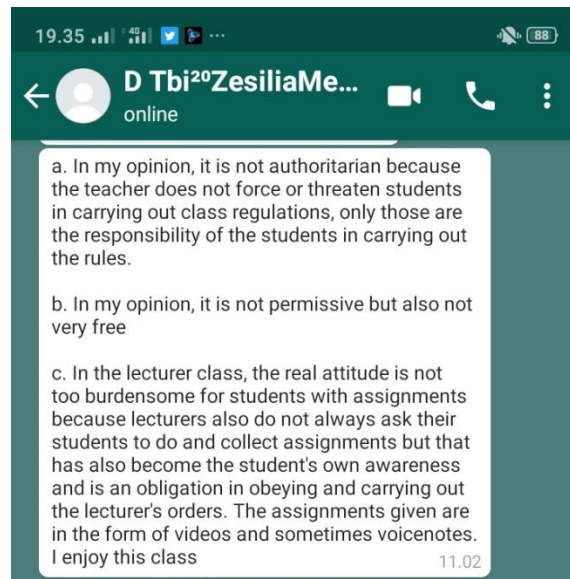 19.35 4G 88
D Tbi²⁰ZesiliaMe...
online
a. In my opinion, it is not authoritarian because
the teacher does not force or threaten students
in carrying out class regulations, only those are
the responsibility of the students in carrying out
the rules.
b. In my opinion, it is not permissive but also not
very free
c. In the lecturer class, the real attitude is not
too burdensome for students with assignments
because lecturers also do not always ask their
students to do and collect assignments but that
has also become the student's own awareness
and is an obligation in obeying and carrying out
the lecturer's orders. The assignments given are
in the form of videos and sometimes voicenotes.
I enjoy this class 11.02